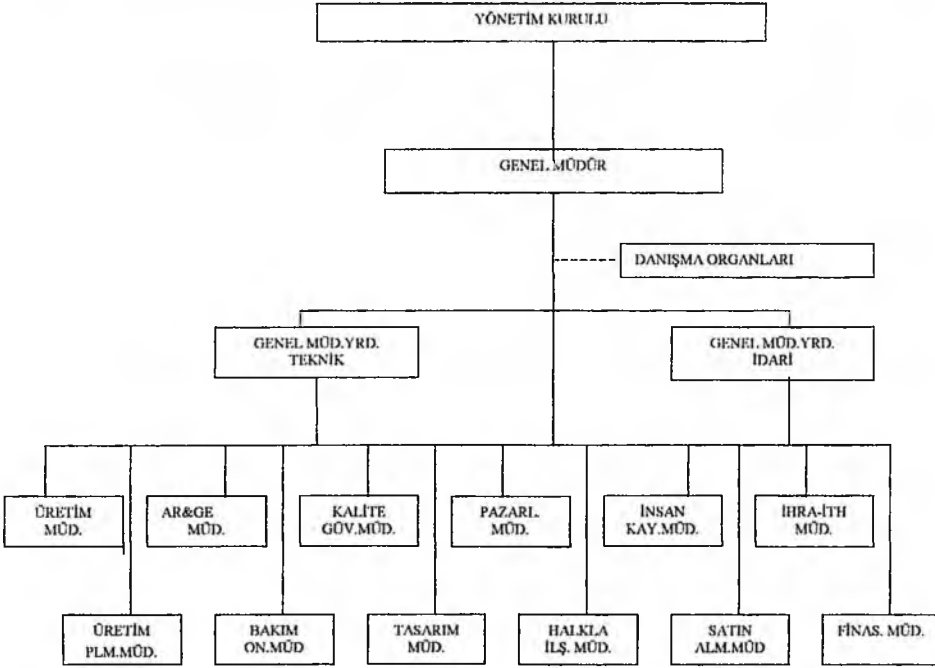 YÖNETİM KURULU
GENEL MÜDÜR
DANIŞMA ORGANLARI
GENEL MÜD.YRD.
TEKNİK
GENEL MÜD.YRD.
İDARİ
ÜRETİM
MÜD.
AR&GE
MÜD.
KALİTE
GÜV.MÜD.
PAZARL.
MÜD.
İNSAN
KAY.MÜD.
İHRA-İTH
MÜD.
ÜRETİM
PLM.MÜD.
BAKIM
ON.MÜD
TASARIM
MÜD.
HALKLA
İLŞ. MÜD.
SATIN
ALM.MÜD
FİNAS. MÜD.